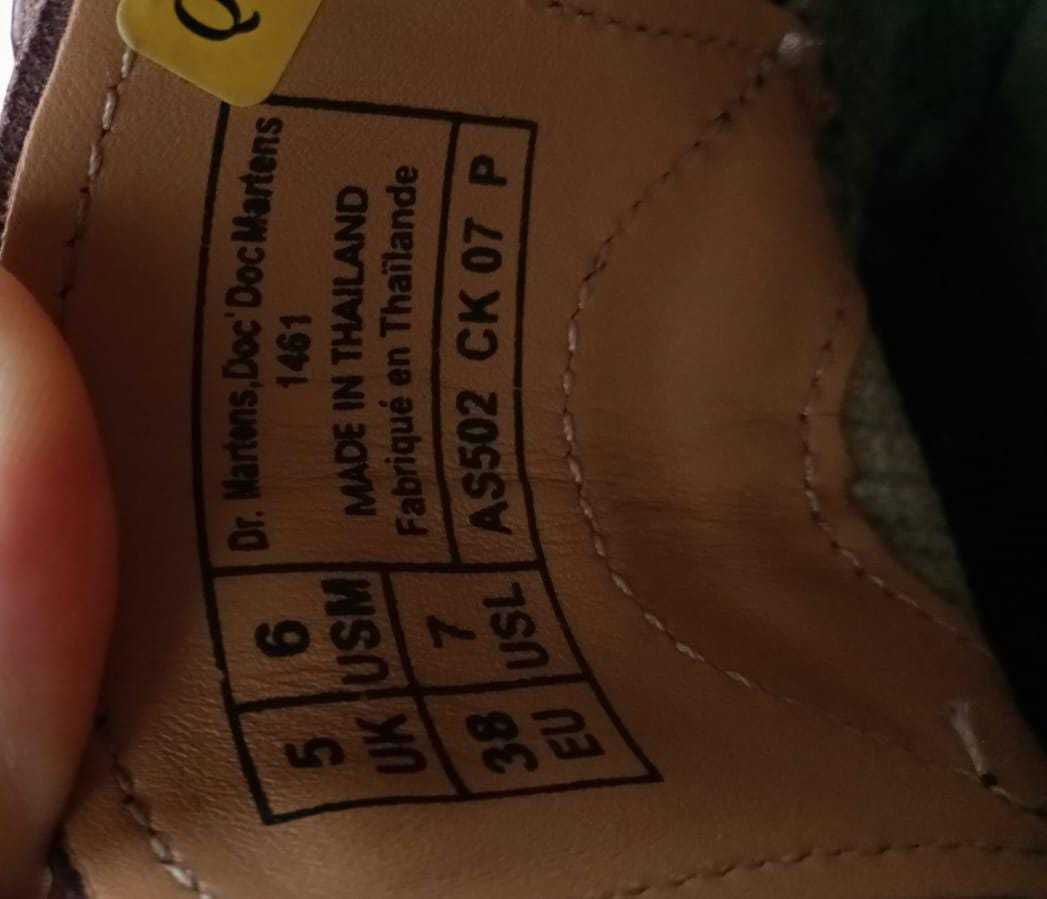 Q
Dr. Martens,Doc'DocMartens
1461
MADE IN THAILAND
Fabriqué en Thaïlande
AS502 CK 07 P
6
USM
7
USL
5
UK
38
EU